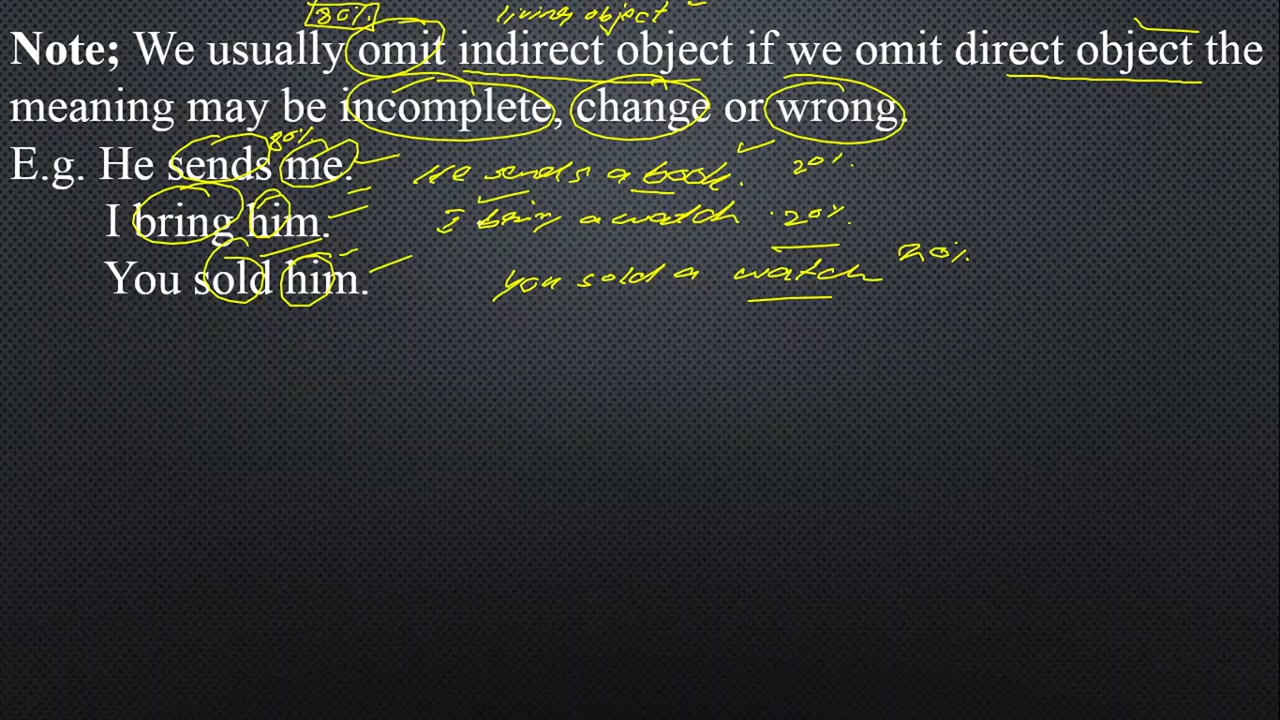 80% living object
Note; We usually omit indirect object if we omit direct object the
meaning may be incomplete, change or wrong.
80%
E.g. He sends me. He sends a book. 20%.
I bring him. I bring a watch. 20%.
You sold him. You sold a watch 20%.